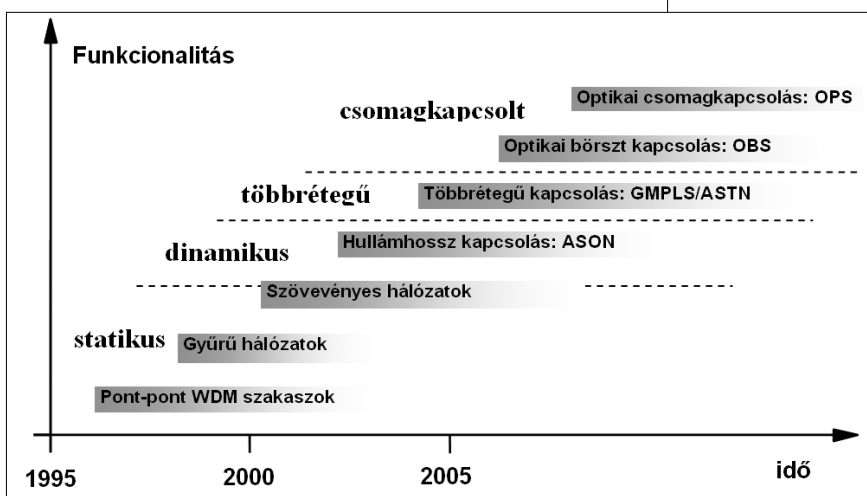 Funkcionalitás
Optikai csomagkapcsolás: OPS
csomagkapcsolt
Optikai börszt kapcsolás: OBS
többrétegű
Többrétegű kapcsolás: GMPLS/ASTN
dinamikus
Hullámhossz kapcsolás: ASON
Szövevényes hálózatok
statikus
Gyűrű hálózatok
Pont-pont WDM szakaszok
1995
2000
2005
idő